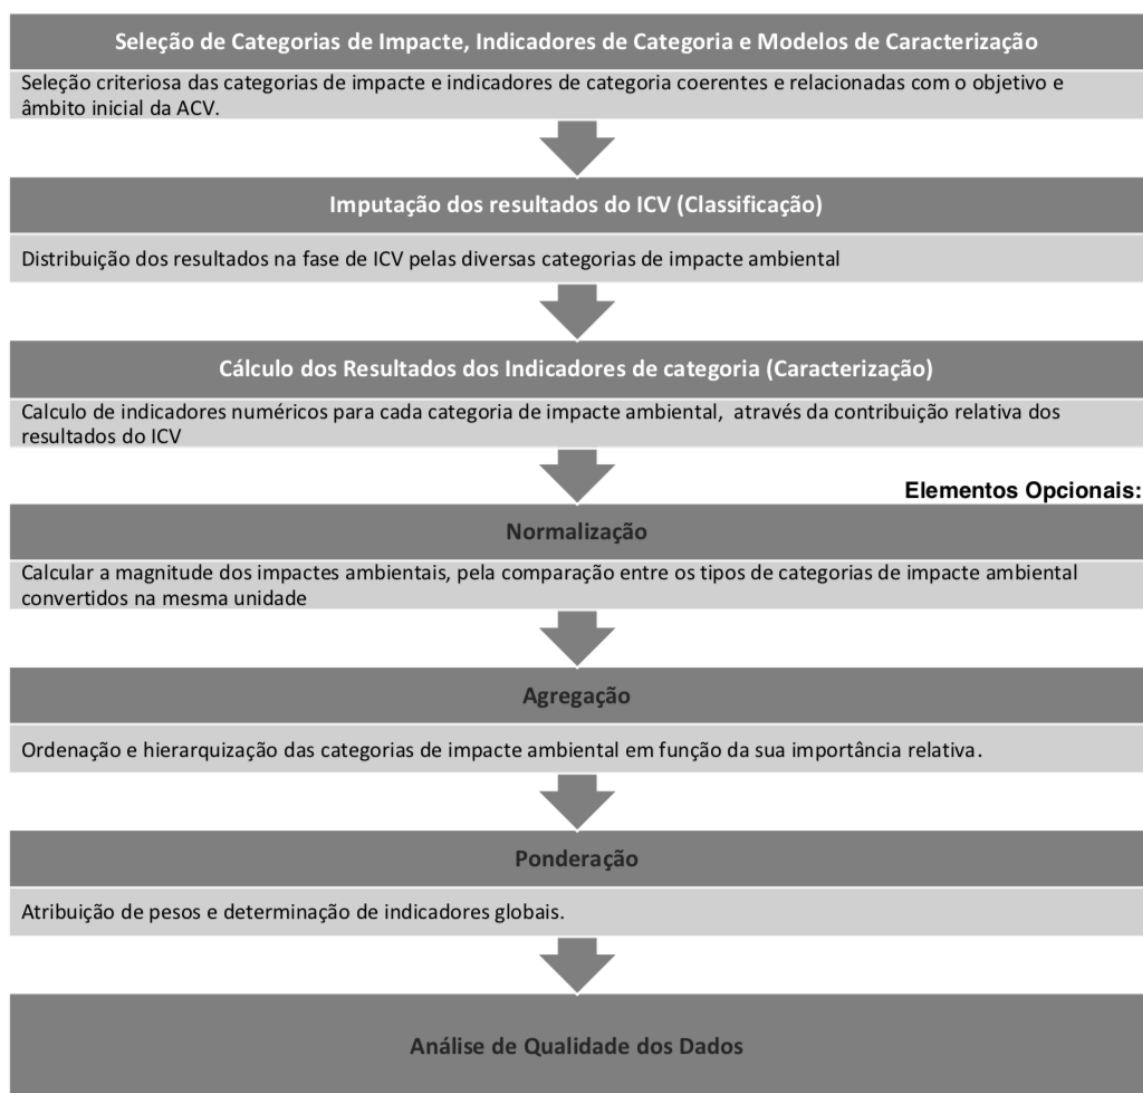 Seleção de Categorias de Impacte, Indicadores de Categoria e Modelos de Caracterização
Seleção criteriosa das categorias de impacte e indicadores de categoria coerentes e relacionadas com o objetivo e
âmbito inicial da ACV.
Imputação dos resultados do ICV (Classificação)
Distribuição dos resultados na fase de ICV pelas diversas categorias de impacte ambiental
Cálculo dos Resultados dos Indicadores de categoria (Caracterização)
Calculo de indicadores numéricos para cada categoria de impacte ambiental, através da contribuição relativa dos
resultados do ICV
Elementos Opcionais:
Normalização
Calcular a magnitude dos impactes ambientais, pela comparação entre os tipos de categorias de impacte ambiental
convertidos na mesma unidade
Agregação
Ordenação e hierarquização das categorias de impacte ambiental em função da sua importância relativa.
Ponderação
Atribuição de pesos e determinação de indicadores globais.
Análise de Qualidade dos Dados